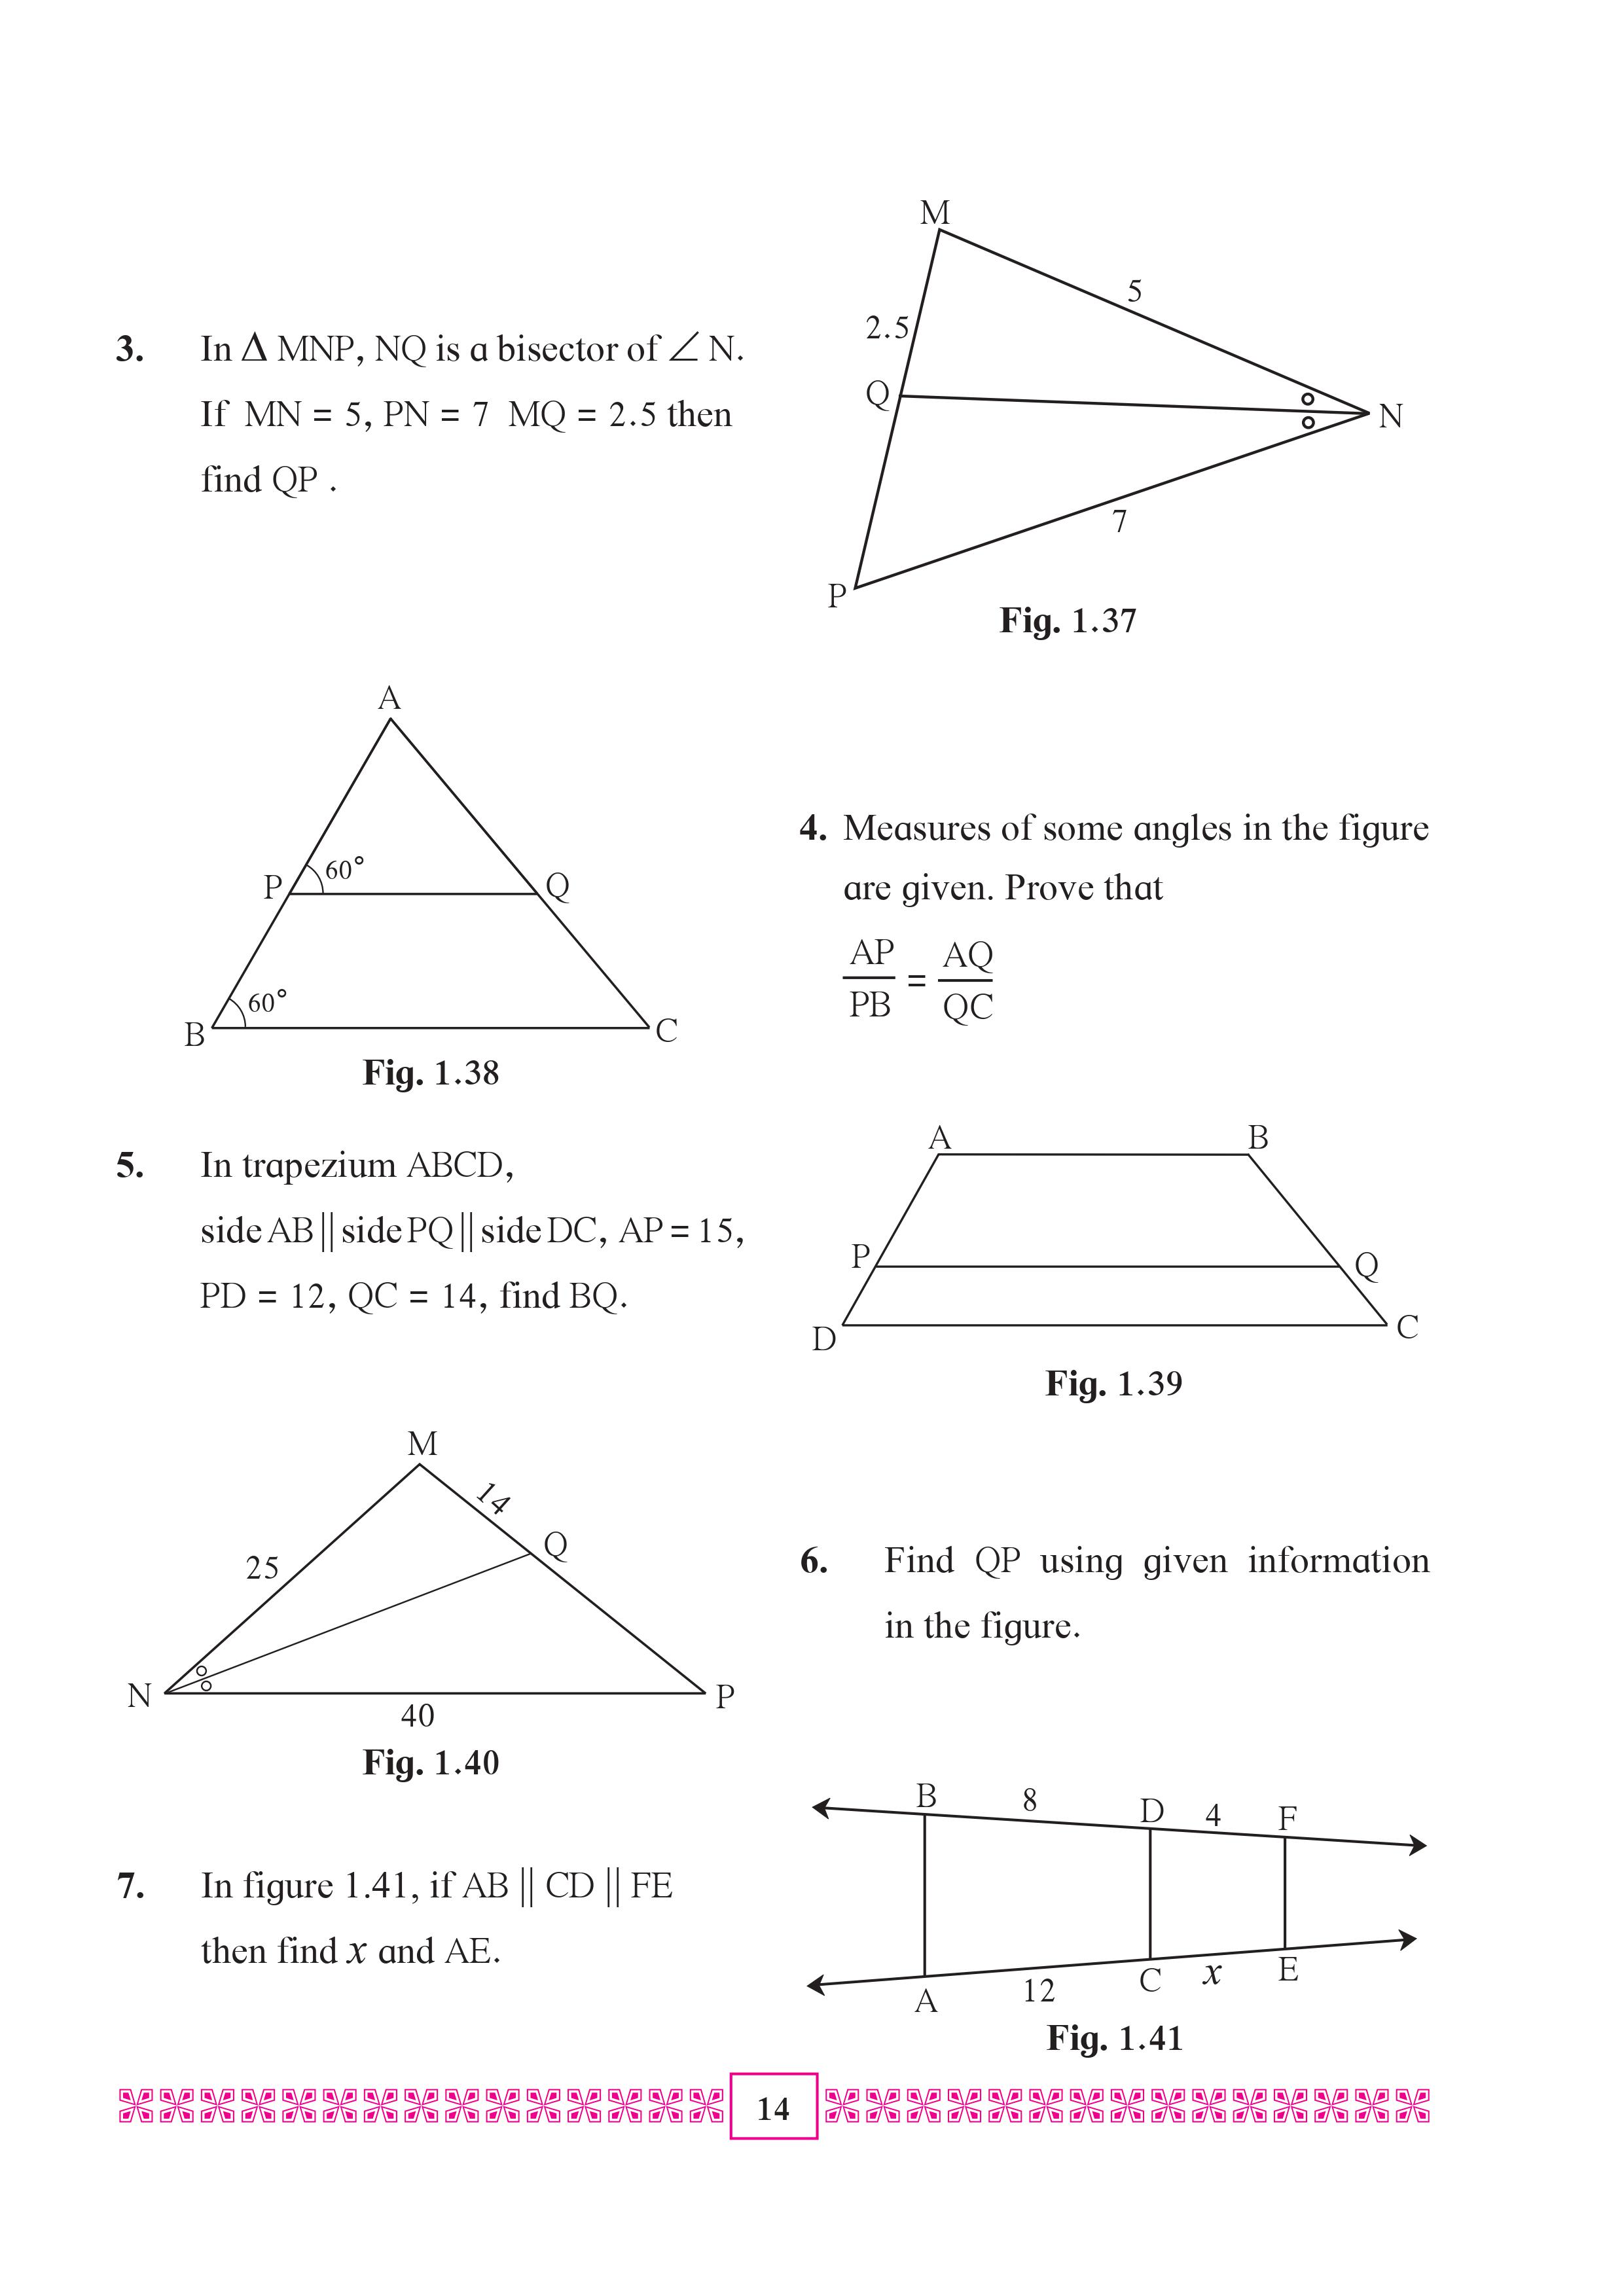 M
5
2.5
Q
N
7
P
Fig. 1.37
3. In Δ MNP, NQ is a bisector of ∠ N.
If MN = 5, PN = 7 MQ = 2.5 then
find QP .
A
P 60° Q
B 60° C
Fig. 1.38
4. Measures of some angles in the figure
are given. Prove that
AP/PB = AQ/QC
5. In trapezium ABCD,
side AB || side PQ || side DC, AP = 15,
PD = 12, QC = 14, find BQ.
A B
P Q
D C
Fig. 1.39
M
14
Q
25
N P
40
Fig. 1.40
6. Find QP using given information
in the figure.
7. In figure 1.41, if AB || CD || FE
then find x and AE.
B 8 D 4 F
A 12 C x E
Fig. 1.41
14